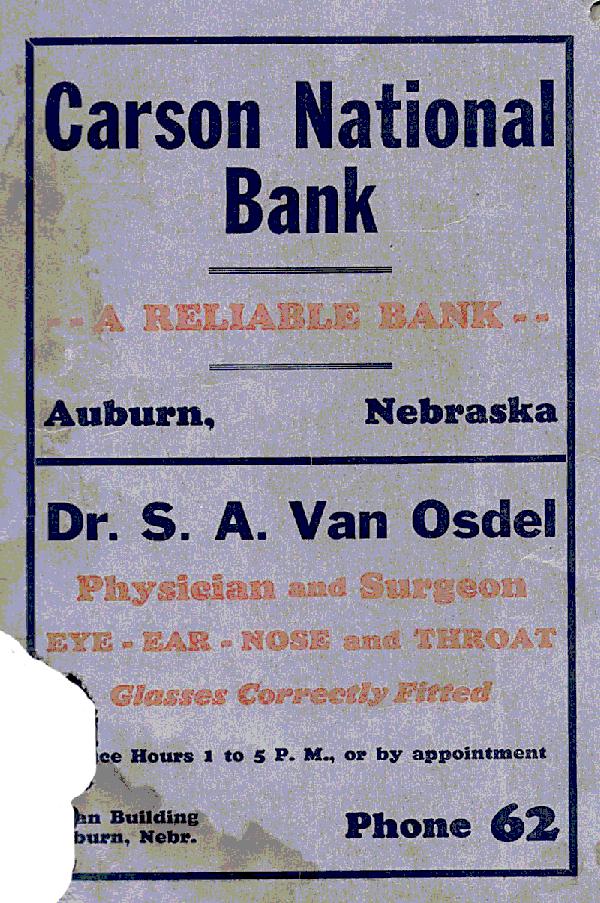 Carson National
Bank
-- A RELIABLE BANK --
Auburn, Nebraska
Dr. S. A. Van Osdel
Physician and Surgeon
EYE - EAR - NOSE and THROAT
Glasses Correctly Fitted
ce Hours 1 to 5 P. M., or by appointment
an Building
burn, Nebr.
Phone 62